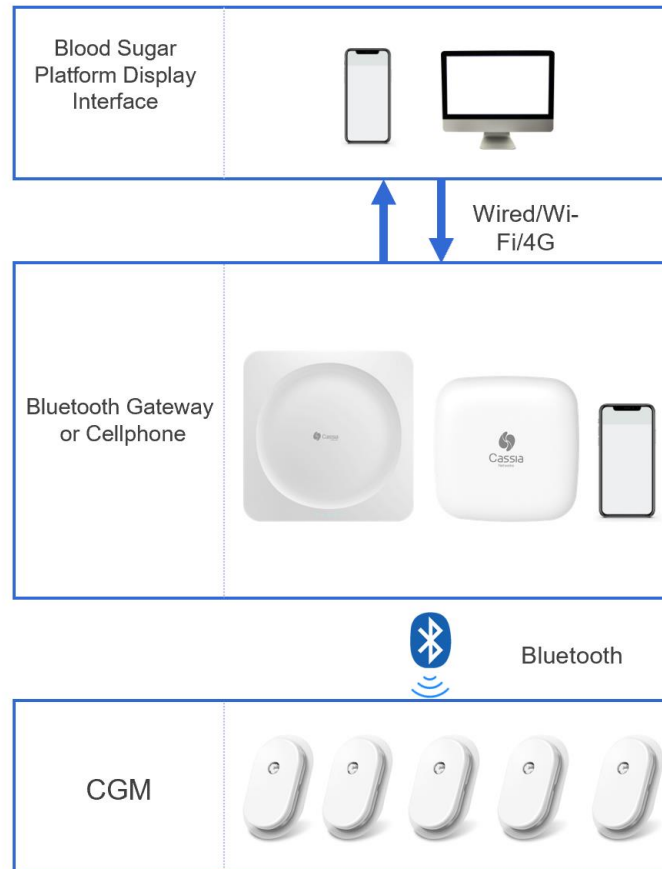 Blood Sugar
Platform Display
Interface
Wired/Wi-
Fi/4G
Bluetooth Gateway
or Cellphone
Cassia
Cassia
Bluetooth
CGM